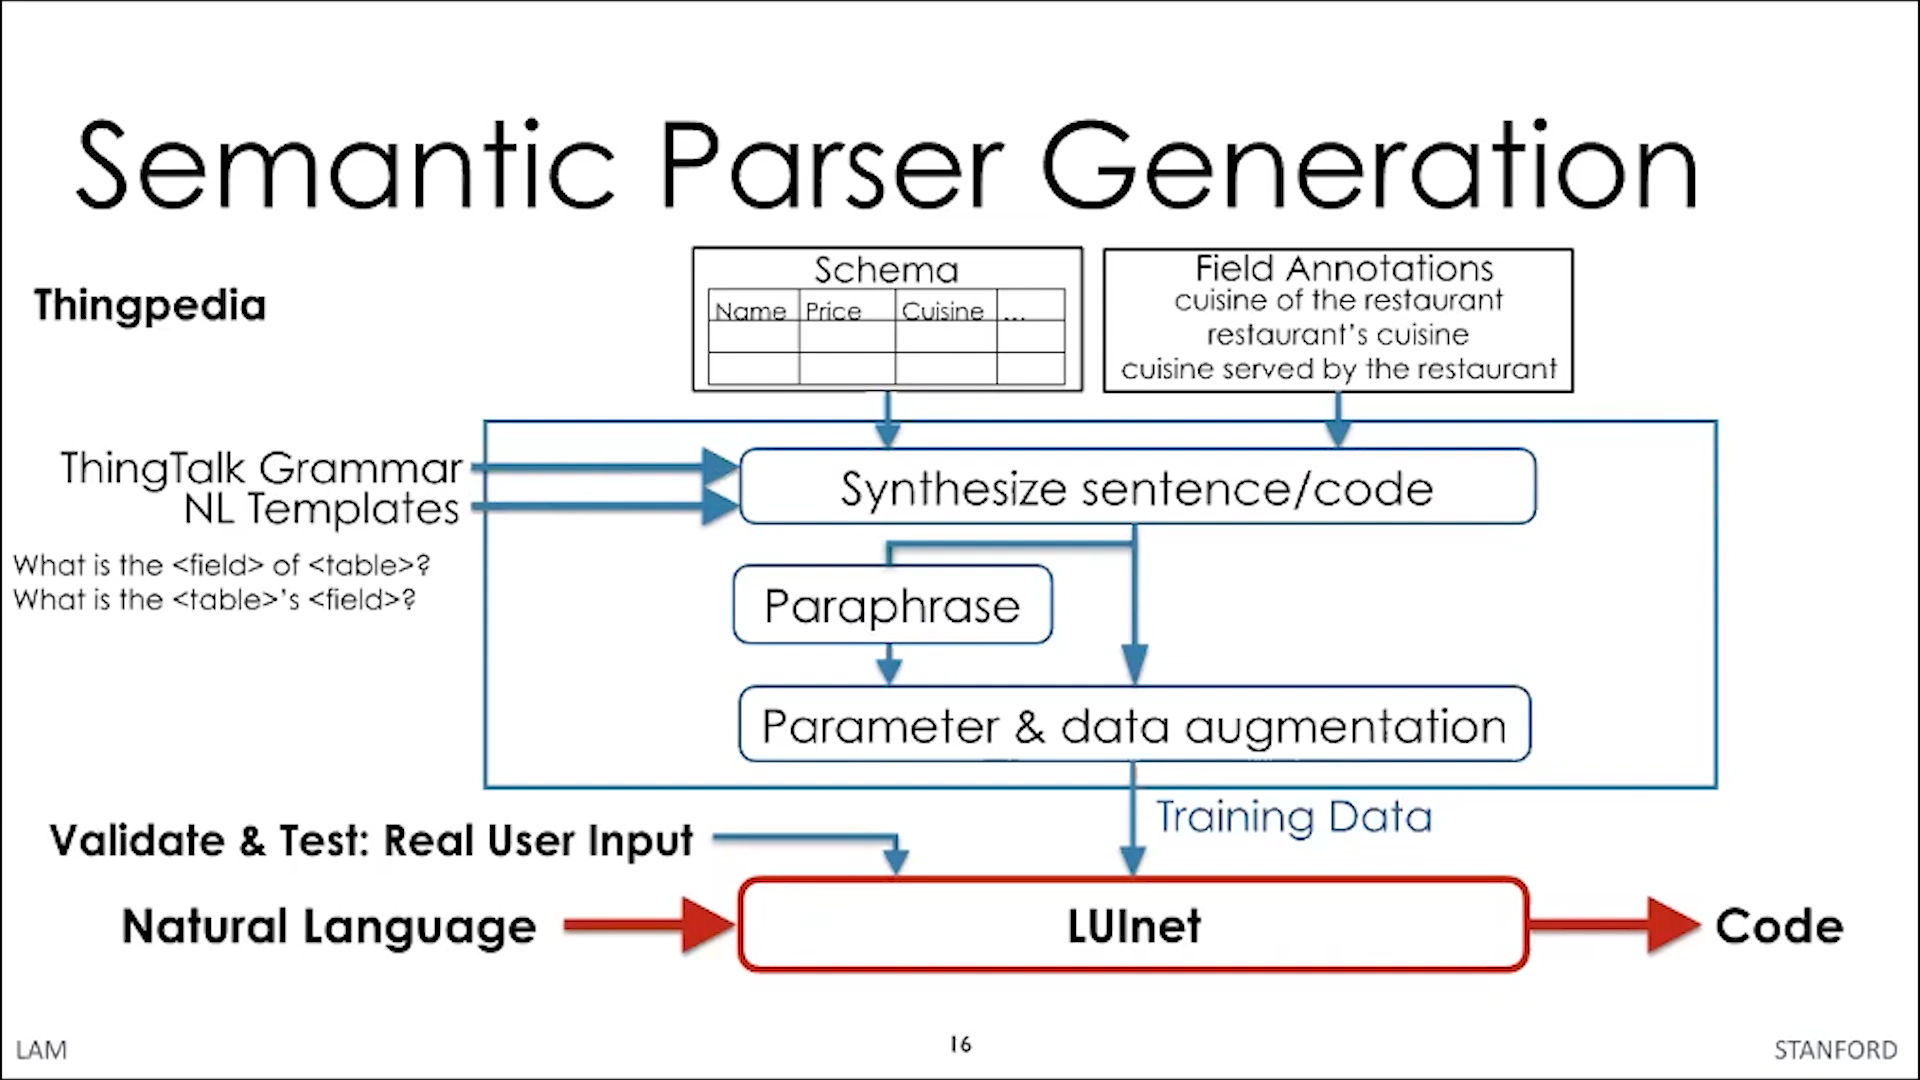 Semantic Parser Generation
Thingpedia
Schema
Name Price Cuisine ...
Field Annotations
cuisine of the restaurant
restaurant's cuisine
cuisine served by the restaurant
ThingTalk Grammar
NL Templates
What is the <field> of <table>?
What is the <table>'s <field>?
Synthesize sentence/code
Paraphrase
Parameter & data augmentation
Training Data
Validate & Test: Real User Input
Natural Language
LUInet
Code
LAM
16
STANFORD